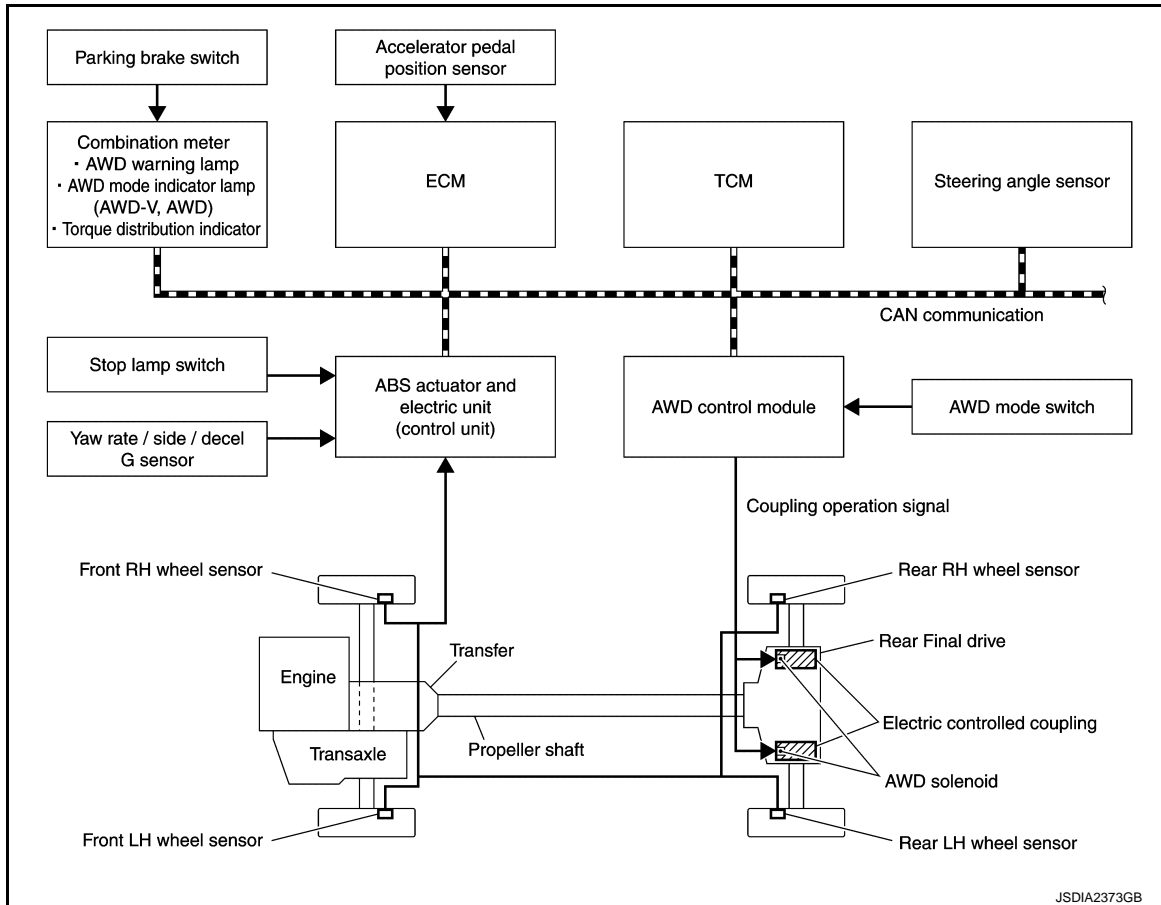 Parking brake switch
Accelerator pedal
position sensor
Combination meter
· AWD warning lamp
· AWD mode indicator lamp
(AWD-V, AWD)
· Torque distribution indicator
ECM
TCM
Steering angle sensor
CAN communication
Stop lamp switch
Yaw rate / side / decel
G sensor
ABS actuator and
electric unit
(control unit)
AWD control module
AWD mode switch
Coupling operation signal
Front RH wheel sensor
Rear RH wheel sensor
Rear Final drive
Transfer
Engine
Electric controlled coupling
Propeller shaft
Transaxle
AWD solenoid
Front LH wheel sensor
Rear LH wheel sensor
JSDIA2373GB